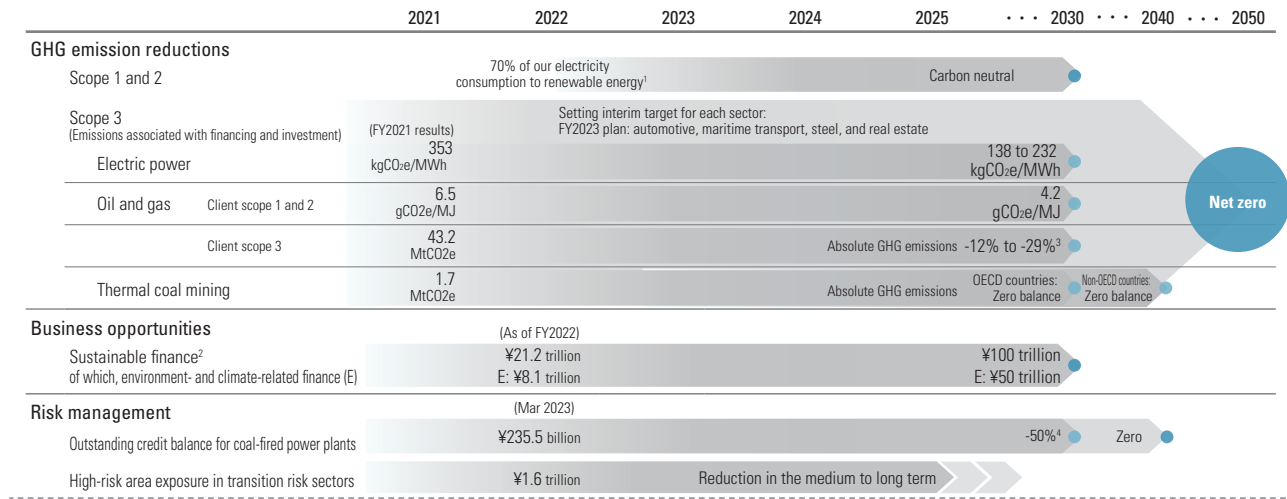 2021 2022 2023 2024 2025 ・・・ 2030 ・・・ 2040 ・・・ 2050
GHG emission reductions
Scope 1 and 2
70% of our electricity
consumption to renewable energy1
Carbon neutral
Scope 3
(Emissions associated with financing and investment)
(FY2021 results)
Setting interim target for each sector:
FY2023 plan: automotive, maritime transport, steel, and real estate
Electric power
353
kgCO2e/MWh
138 to 232
kgCO2e/MWh
Oil and gas Client scope 1 and 2
6.5
gCO2e/MJ
4.2
gCO2e/MJ
Net zero
Client scope 3
43.2
MtCO2e
Absolute GHG emissions -12% to -29%3
Thermal coal mining
1.7
MtCO2e
Absolute GHG emissions
OECD countries:
Zero balance
Non-OECD countries:
Zero balance
Business opportunities
(As of FY2022)
Sustainable finance2
¥21.2 trillion
¥100 trillion
of which, environment- and climate-related finance (E)
E: ¥8.1 trillion
E: ¥50 trillion
Risk management
(Mar 2023)
Outstanding credit balance for coal-fired power plants
¥235.5 billion
-50%4
Zero
High-risk area exposure in transition risk sectors
¥1.6 trillion
Reduction in the medium to long term